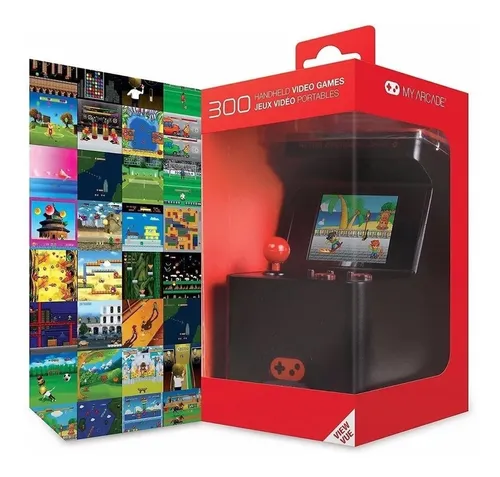 300 HANDHELD VIDEO GAMES
JEUX VIDÉO PORTABLES
MY ARCADE
VIEW
VUE